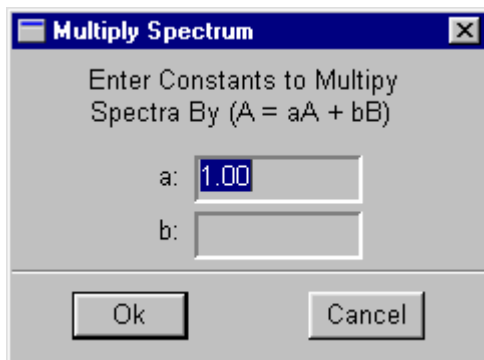 Multiply Spectrum
Enter Constants to Multipy
Spectra By (A = aA + bB)
a: 1.00
b:
Ok Cancel